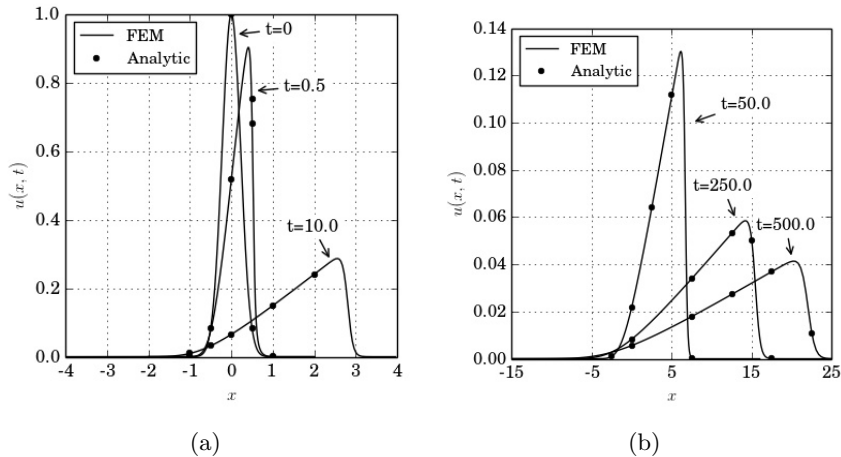 FEM
Analytic
t=0
t=0.5
t=10.0
u(x, t)
1.0
0.8
0.6
0.4
0.2
0.0
-4 -3 -2 -1 0 1 2 3 4
x
(a)
FEM
Analytic
t=50.0
t=250.0
t=500.0
u(x, t)
0.14
0.12
0.10
0.08
0.06
0.04
0.02
0.00
-15 -5 5 15 25
x
(b)